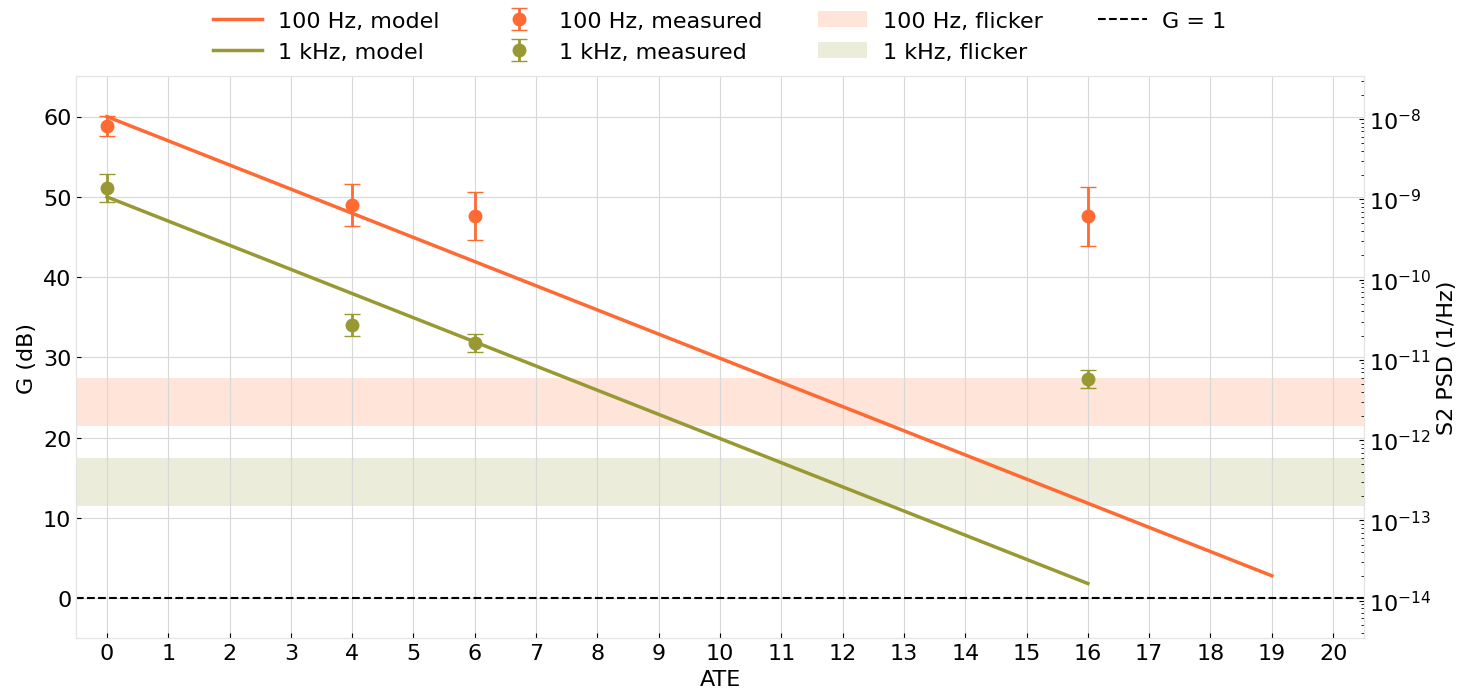 100 Hz, model
1 kHz, model
100 Hz, measured
1 kHz, measured
100 Hz, flicker
1 kHz, flicker
G = 1
G (dB)
60
50
40
30
20
10
0
10⁻⁸
10⁻⁹
10⁻¹⁰
10⁻¹¹
10⁻¹²
10⁻¹³
10⁻¹⁴
S2 PSD (1/Hz)
0 1 2 3 4 5 6 7 8 9 10 11 12 13 14 15 16 17 18 19 20
ATE